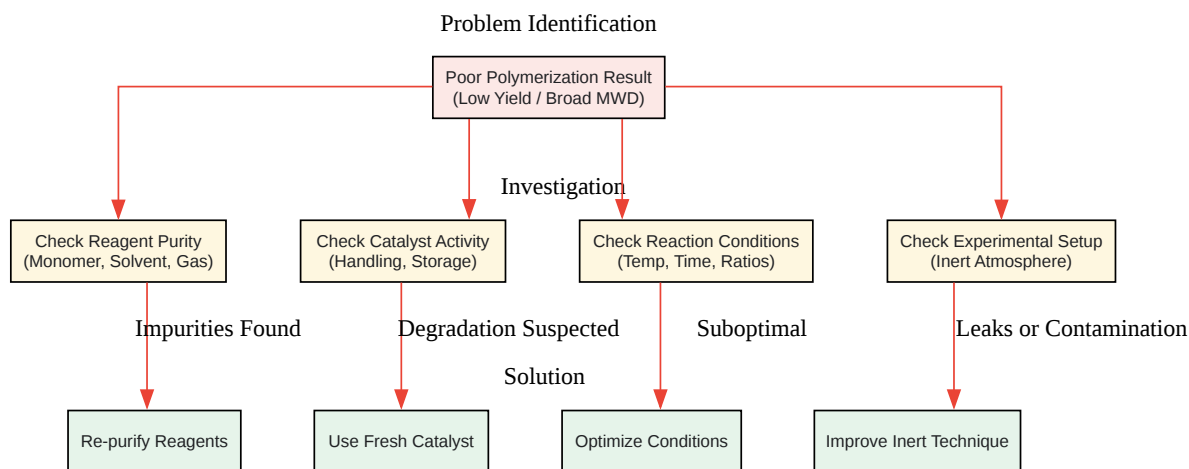 Problem Identification
Poor Polymerization Result
(Low Yield / Broad MWD)
Investigation
Check Reagent Purity
(Monomer, Solvent, Gas)
Check Catalyst Activity
(Handling, Storage)
Check Reaction Conditions
(Temp, Time, Ratios)
Check Experimental Setup
(Inert Atmosphere)
Impurities Found
Degradation Suspected
Suboptimal
Leaks or Contamination
Solution
Re-purify Reagents
Use Fresh Catalyst
Optimize Conditions
Improve Inert Technique